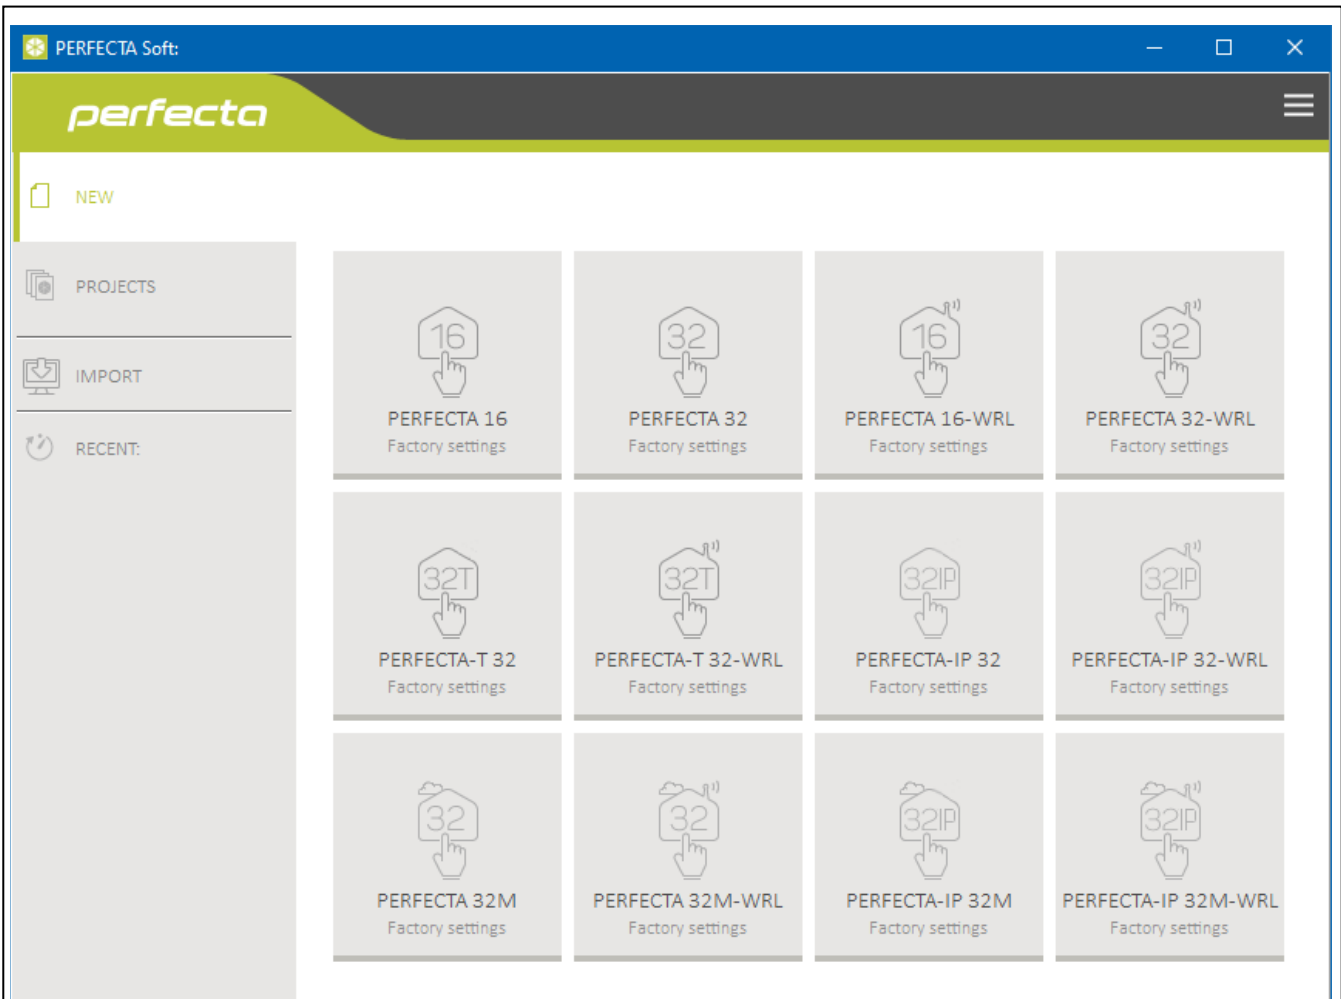 PERFECTA Soft:
perfecta
NEW
PROJECTS
IMPORT
RECENT:
16
32
16
32
PERFECTA 16
PERFECTA 32
PERFECTA 16-WRL
PERFECTA 32-WRL
Factory settings
Factory settings
Factory settings
Factory settings
32T
32T
32IP
32IP
PERFECTA-T 32
PERFECTA-T 32-WRL
PERFECTA-IP 32
PERFECTA-IP 32-WRL
Factory settings
Factory settings
Factory settings
Factory settings
32
32
32IP
32IP
PERFECTA 32M
PERFECTA 32M-WRL
PERFECTA-IP 32M
PERFECTA-IP 32M-WRL
Factory settings
Factory settings
Factory settings
Factory settings